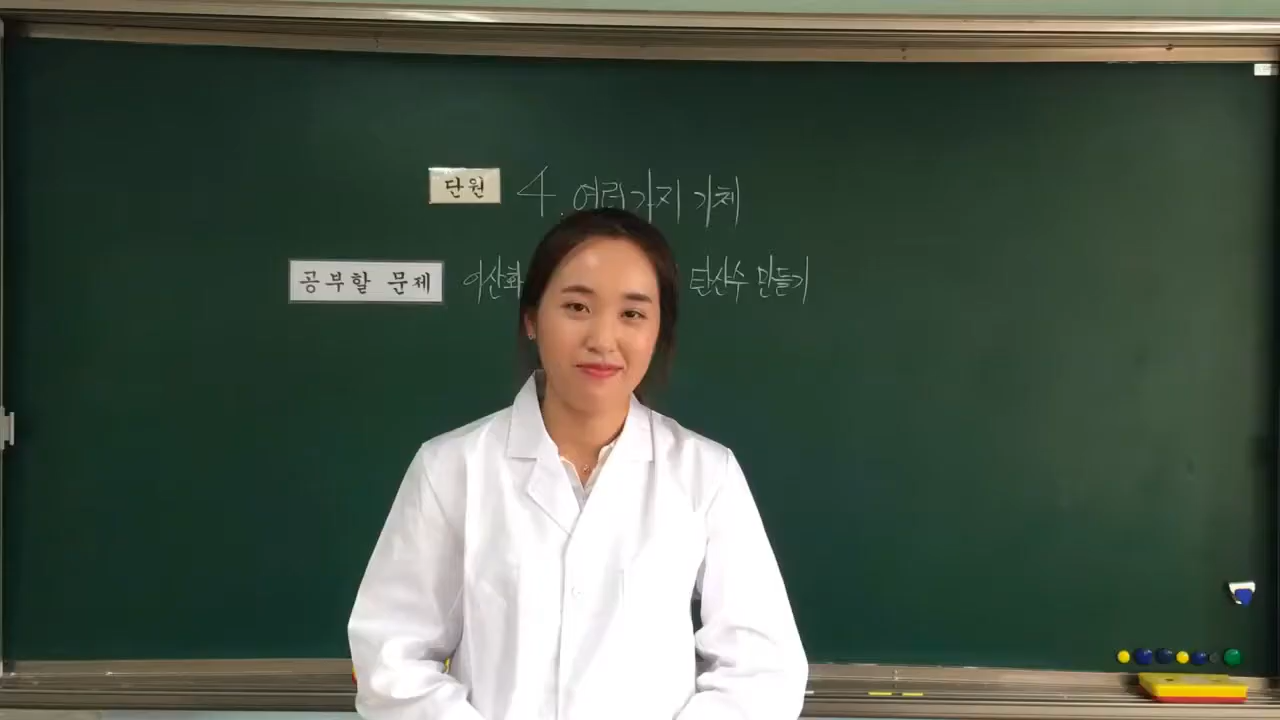 단원 4. 여러가지 기체
공부할 문제 이산화 탄산수 만들기